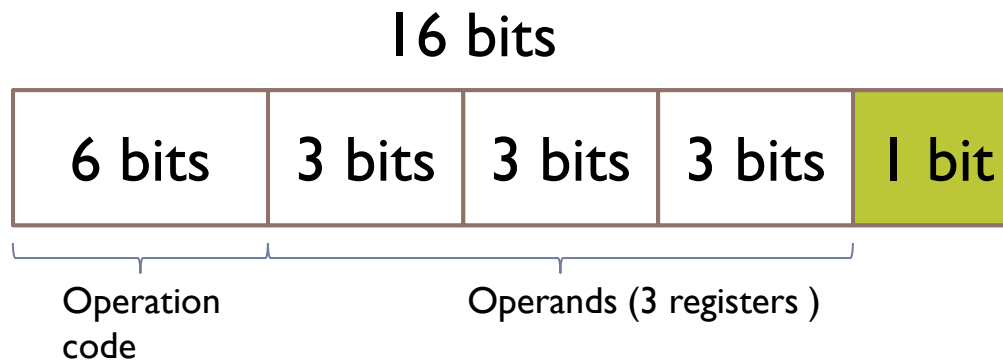 16 bits
6 bits 3 bits 3 bits 3 bits 1 bit
Operation Operands (3 registers )
code